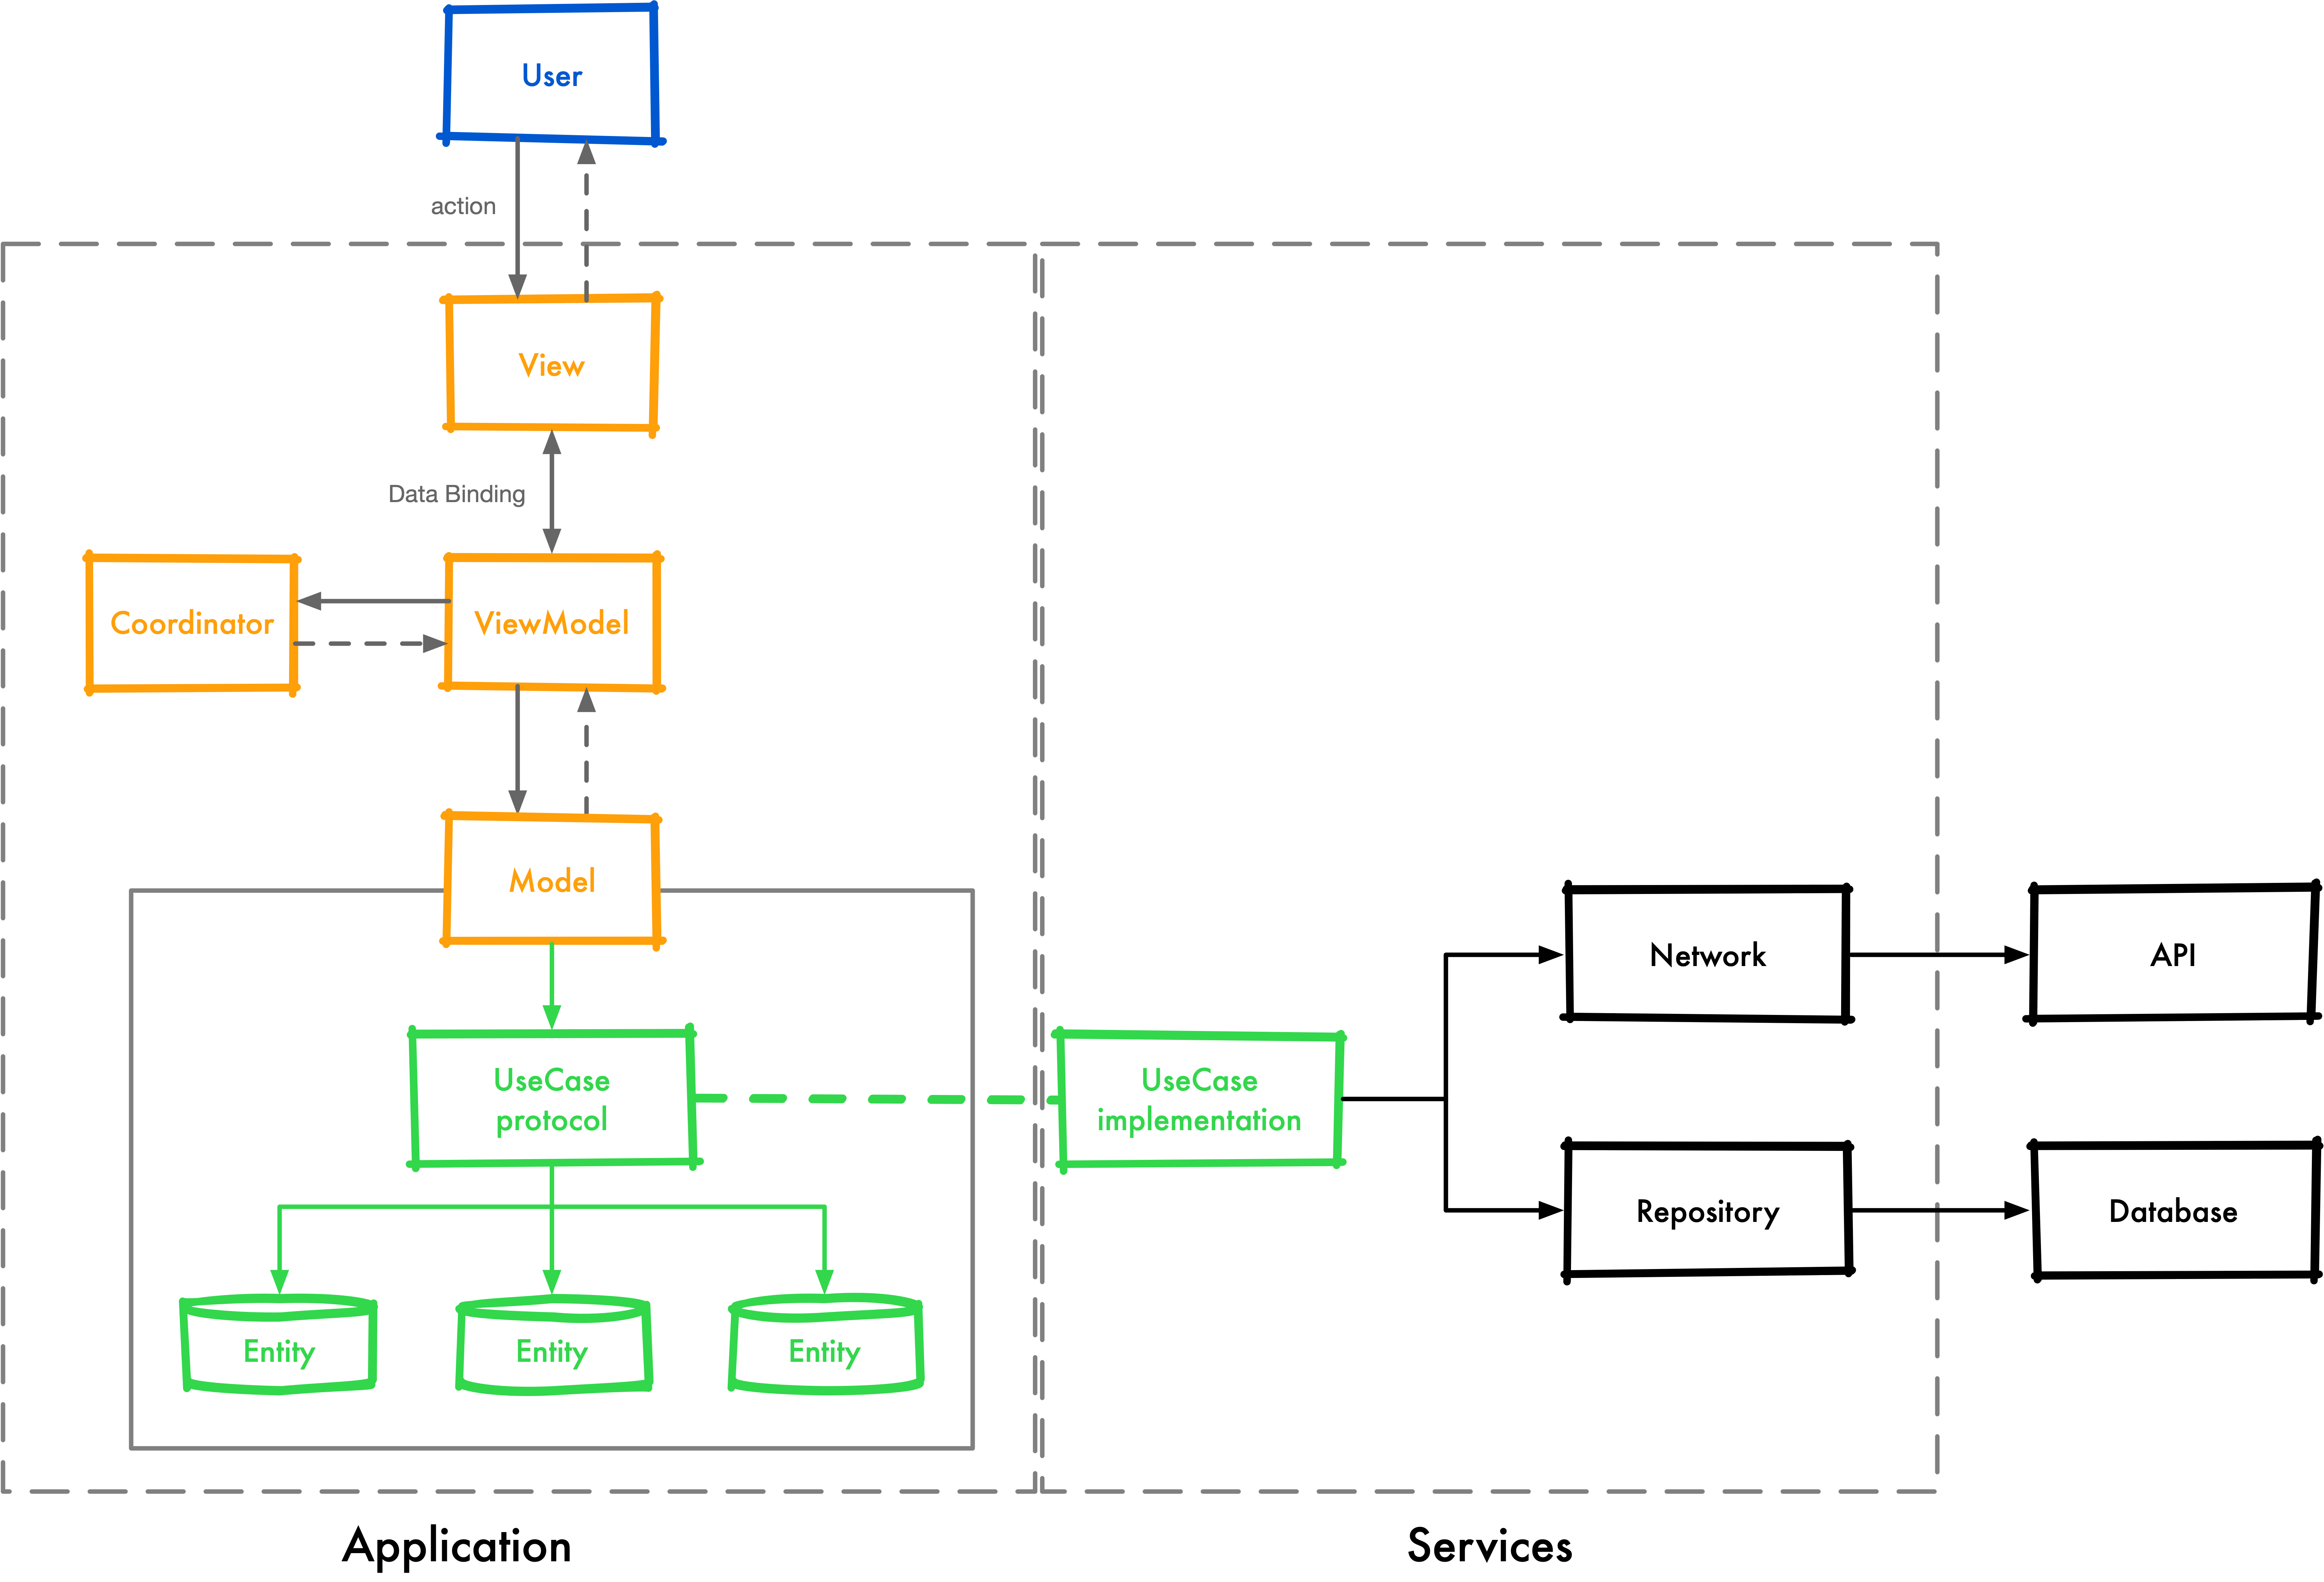 User
action
View
Data Binding
Coordinator
ViewModel
Model
Network
API
UseCase
protocol
UseCase
implementation
Repository
Database
Entity
Entity
Entity
Application
Services